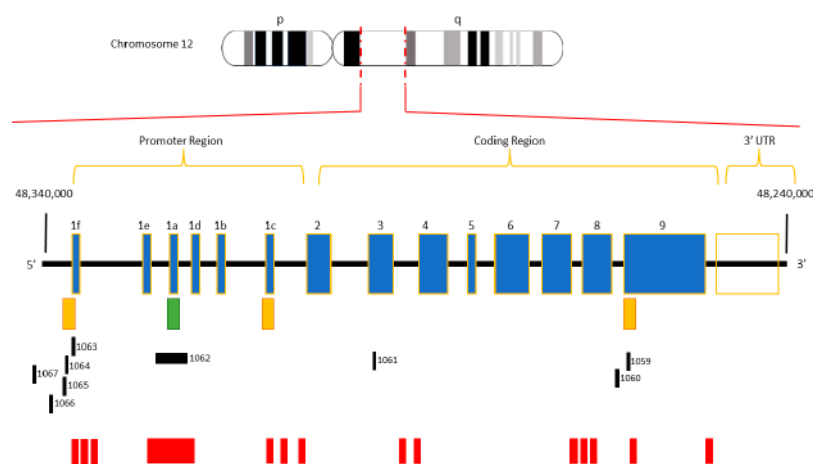 p q
Chromosome 12
Promoter Region Coding Region 3' UTR
48,340,000 48,240,000
1f 1e 1a 1d 1b 1c 2 3 4 5 6 7 8 9
5' 3'
1063
1062 1061 1059
1064
1067 1060
1065
1066